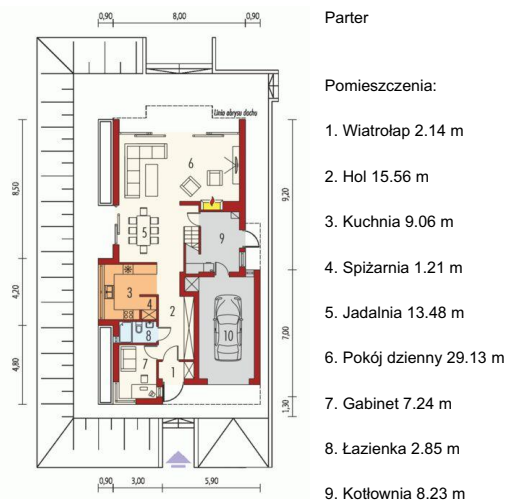 Parter
Pomieszczenia:
1. Wiatrołap 2.14 m
2. Hol 15.56 m
3. Kuchnia 9.06 m
4. Spiżarnia 1.21 m
5. Jadalnia 13.48 m
6. Pokój dzienny 29.13 m
7. Gabinet 7.24 m
8. Łazienka 2.85 m
9. Kotłownia 8.23 m
0,90 8,00 0,90
Linia obrysu dachu
8,50
4,20
4,80
9,20
7,00
1,30
6
5
9
3
4
2
8
10
7
1
0,90 3,00 5,90